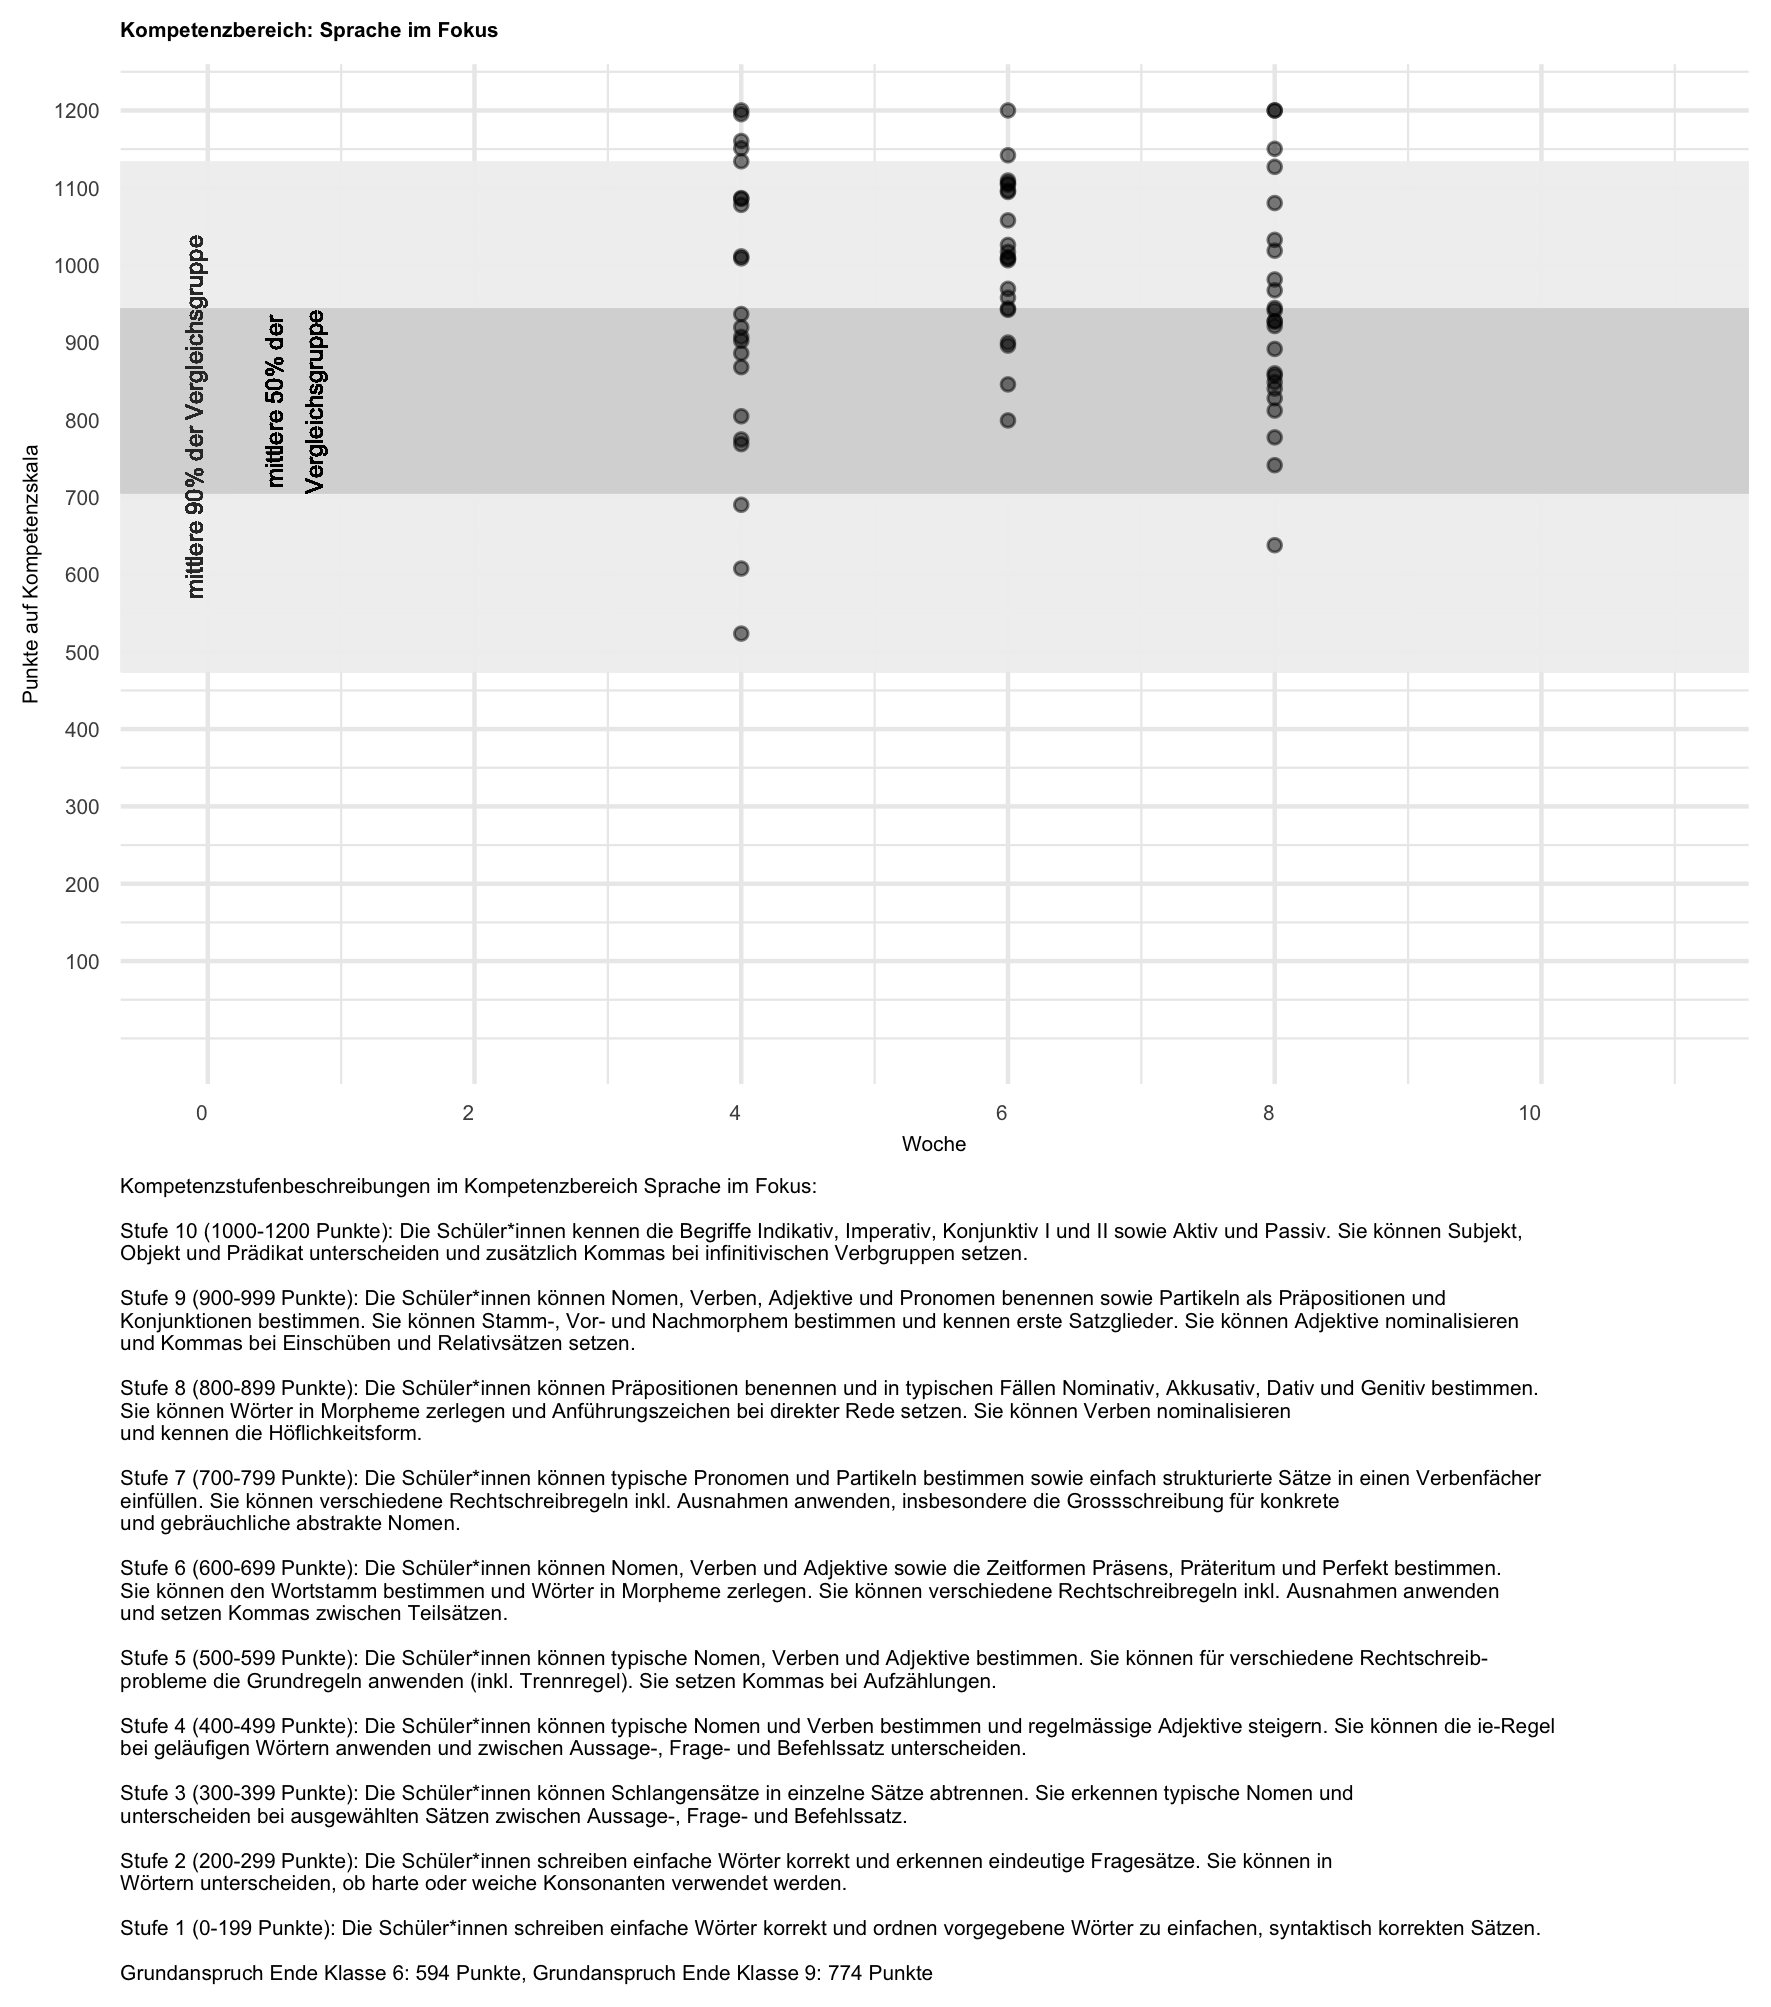 Kompetenzbereich: Sprache im Fokus
1200
1100
1000
900
800
700
600
500
400
300
200
100
Punkte auf Kompetenzskala
mittlere 90% der Vergleichsgruppe
mittlere 50% der
Vergleichsgruppe
0
2
4
6
8
10
Woche
Kompetenzstufenbeschreibungen im Kompetenzbereich Sprache im Fokus:
Stufe 10 (1000-1200 Punkte): Die Schüler*innen kennen die Begriffe Indikativ, Imperativ, Konjunktiv I und II sowie Aktiv und Passiv. Sie können Subjekt,
Objekt und Prädikat unterscheiden und zusätzlich Kommas bei infinitivischen Verbgruppen setzen.
Stufe 9 (900-999 Punkte): Die Schüler*innen können Nomen, Verben, Adjektive und Pronomen benennen sowie Partikeln als Präpositionen und
Konjunktionen bestimmen. Sie können Stamm-, Vor- und Nachmorphem bestimmen und kennen erste Satzglieder. Sie können Adjektive nominalisieren
und Kommas bei Einschüben und Relativsätzen setzen.
Stufe 8 (800-899 Punkte): Die Schüler*innen können Präpositionen benennen und in typischen Fällen Nominativ, Akkusativ, Dativ und Genitiv bestimmen.
Sie können Wörter in Morpheme zerlegen und Anführungszeichen bei direkter Rede setzen. Sie können Verben nominalisieren
und kennen die Höflichkeitsform.
Stufe 7 (700-799 Punkte): Die Schüler*innen können typische Pronomen und Partikeln bestimmen sowie einfach strukturierte Sätze in einen Verbenfächer
einfüllen. Sie können verschiedene Rechtschreibregeln inkl. Ausnahmen anwenden, insbesondere die Grossschreibung für konkrete
und gebräuchliche abstrakte Nomen.
Stufe 6 (600-699 Punkte): Die Schüler*innen können Nomen, Verben und Adjektive sowie die Zeitformen Präsens, Präteritum und Perfekt bestimmen.
Sie können den Wortstamm bestimmen und Wörter in Morpheme zerlegen. Sie können verschiedene Rechtschreibregeln inkl. Ausnahmen anwenden
und setzen Kommas zwischen Teilsätzen.
Stufe 5 (500-599 Punkte): Die Schüler*innen können typische Nomen, Verben und Adjektive bestimmen. Sie können für verschiedene Rechtschreib-
probleme die Grundregeln anwenden (inkl. Trennregel). Sie setzen Kommas bei Aufzählungen.
Stufe 4 (400-499 Punkte): Die Schüler*innen können typische Nomen und Verben bestimmen und regelmässige Adjektive steigern. Sie können die ie-Regel
bei geläufigen Wörtern anwenden und zwischen Aussage-, Frage- und Befehlssatz unterscheiden.
Stufe 3 (300-399 Punkte): Die Schüler*innen können Schlangensätze in einzelne Sätze abtrennen. Sie erkennen typische Nomen und
unterscheiden bei ausgewählten Sätzen zwischen Aussage-, Frage- und Befehlssatz.
Stufe 2 (200-299 Punkte): Die Schüler*innen schreiben einfache Wörter korrekt und erkennen eindeutige Fragesätze. Sie können in
Wörtern unterscheiden, ob harte oder weiche Konsonanten verwendet werden.
Stufe 1 (0-199 Punkte): Die Schüler*innen schreiben einfache Wörter korrekt und ordnen vorgegebene Wörter zu einfachen, syntaktisch korrekten Sätzen.
Grundanspruch Ende Klasse 6: 594 Punkte, Grundanspruch Ende Klasse 9: 774 Punkte